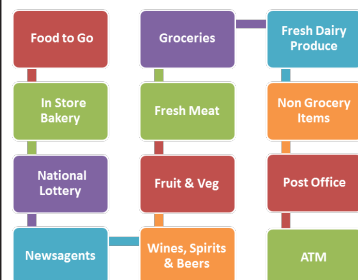 Food to Go
In Store
Bakery
National
Lottery
Newsagents
Groceries
Fresh Meat
Fruit & Veg
Wines, Spirits
& Beers
Fresh Dairy
Produce
Non Grocery
Items
Post Office
ATM